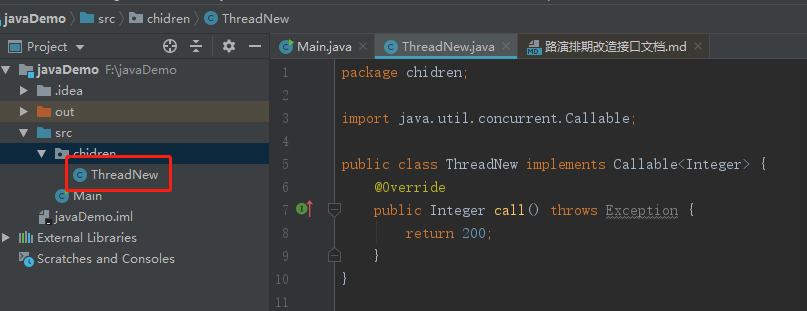 javaDemo src chidren ThreadNew
Project
Main.java ThreadNew.java 路演排期改造接口文档.md
javaDemo F:\javaDemo
.idea
out
src
chidren
ThreadNew
Main
javaDemo.iml
External Libraries
Scratches and Consoles
1 package chidren;
2
3 import java.util.concurrent.Callable;
4
5 public class ThreadNew implements Callable<Integer> {
6 @Override
7 public Integer call() throws Exception {
8 return 200;
9 }
10 }
11